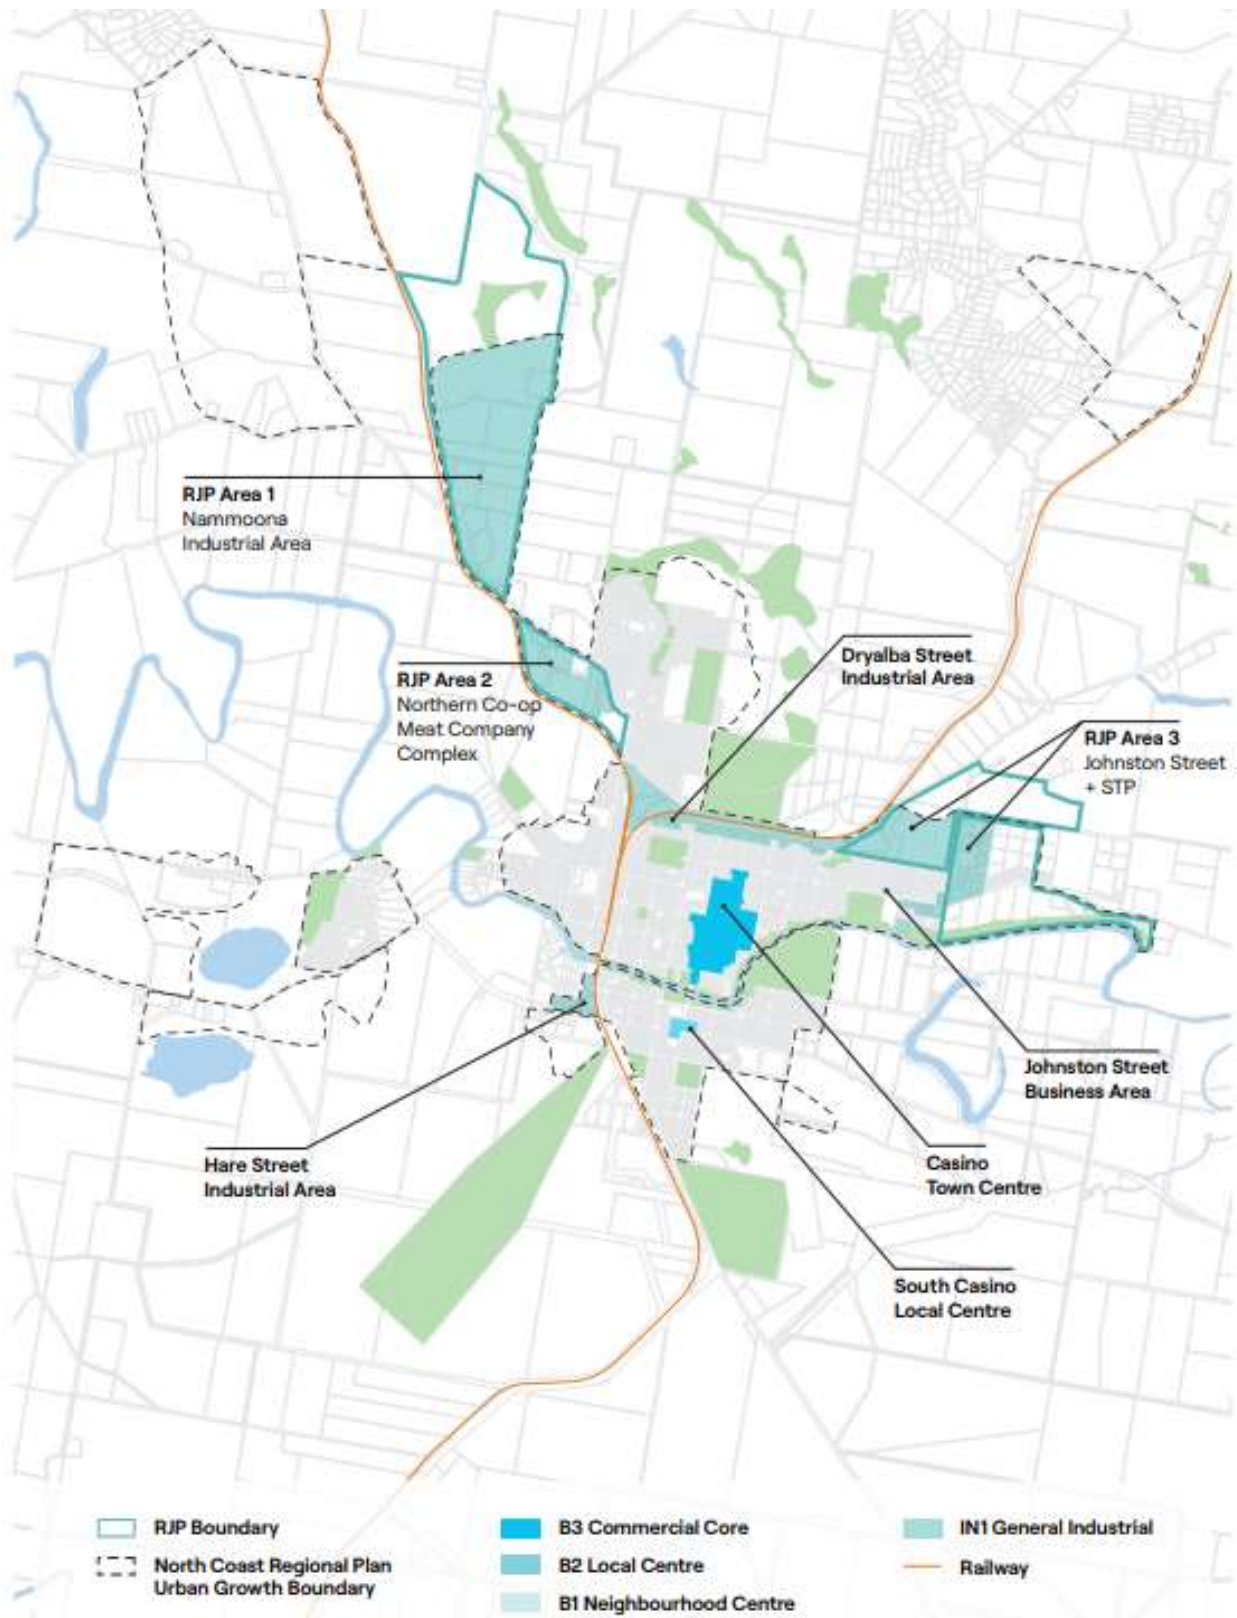 RJP Area 1
Nammoona
Industrial Area
RJP Area 2
Northern Co-op
Meat Company
Complex
Dryalba Street
Industrial Area
RJP Area 3
Johnston Street
+ STP
Johnston Street
Business Area
Hare Street
Industrial Area
Casino
Town Centre
South Casino
Local Centre
RJP Boundary
North Coast Regional Plan
Urban Growth Boundary
B3 Commercial Core
B2 Local Centre
B1 Neighbourhood Centre
IN1 General Industrial
Railway